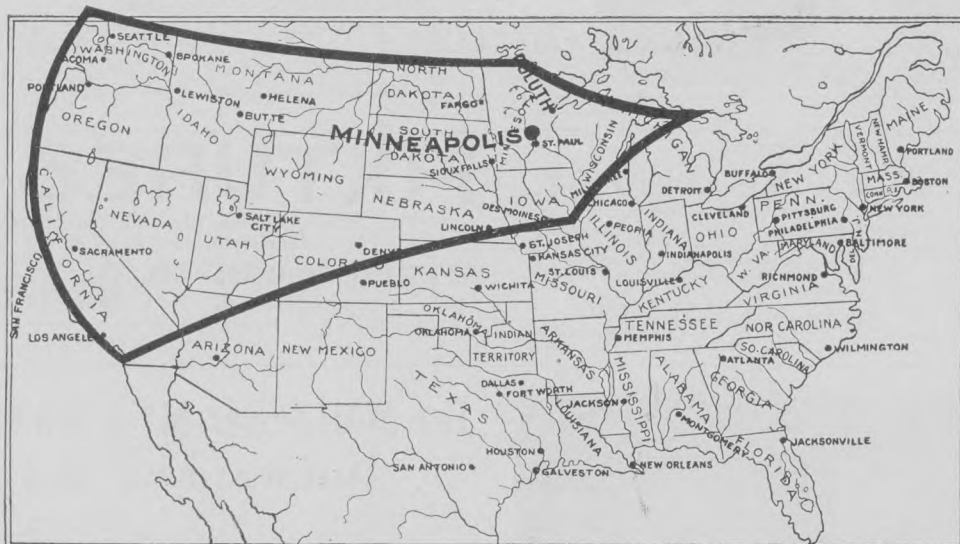 SEATTLE
WASHINGTON
SPOKANE
TACOMA
MONTANA
NORTH
DAKOTA
DULUTH
MAINE
PORTLAND
LEWISTON
HELENA
FARGO
MINNESOTA
OREGON
IDAHO
BUTTE
MINNEAPOLIS
ST. PAUL
WISCONSIN
VERMONT
NEW HAMP.
PORTLAND
SOUTH
DAKOTA
SIOUX FALLS
WYOMING
MILWAUKEE
DETROIT
BUFFALO
NEW YORK
MASS.
CONN.
R.I.
BOSTON
CALIFORNIA
NEVADA
UTAH
SALT LAKE
CITY
NEBRASKA
LINCOLN
IOWA
DES MOINES
CHICAGO
CLEVELAND
PENN.
PITTSBURG
PHILADELPHIA
NEW YORK
SACRAMENTO
SAN FRANCISCO
COLORADO
DENV
PUEBLO
KANSAS
WICHITA
ST. JOSEPH
KANSAS CITY
MISSOURI
ST. LOUIS
ILLINOIS
PEORIA
INDIANA
INDIANAPOLIS
OHIO
W. VA.
MARYLAND
BALTIMORE
LOUISVILLE
KENTUCKY
RICHMOND
VIRGINIA
LOS ANGELE
ARIZONA
NEW MEXICO
OKLAHOMA
OKLAHOMA
INDIAN
TERRITORY
ARKANSAS
TENNESSEE
MEMPHIS
NOR CAROLINA
WILMINGTON
SO. CAROLINA
ATLANTA
GEORGIA
TEXAS
DALLAS
FORT WORTH
LOUISIANA
JACKSON
MISSISSIPPI
ALABAMA
MONTGOMERY
FLORIDA
JACKSONVILLE
HOUSTON
SAN ANTONIO
GALVESTON
NEW ORLEANS